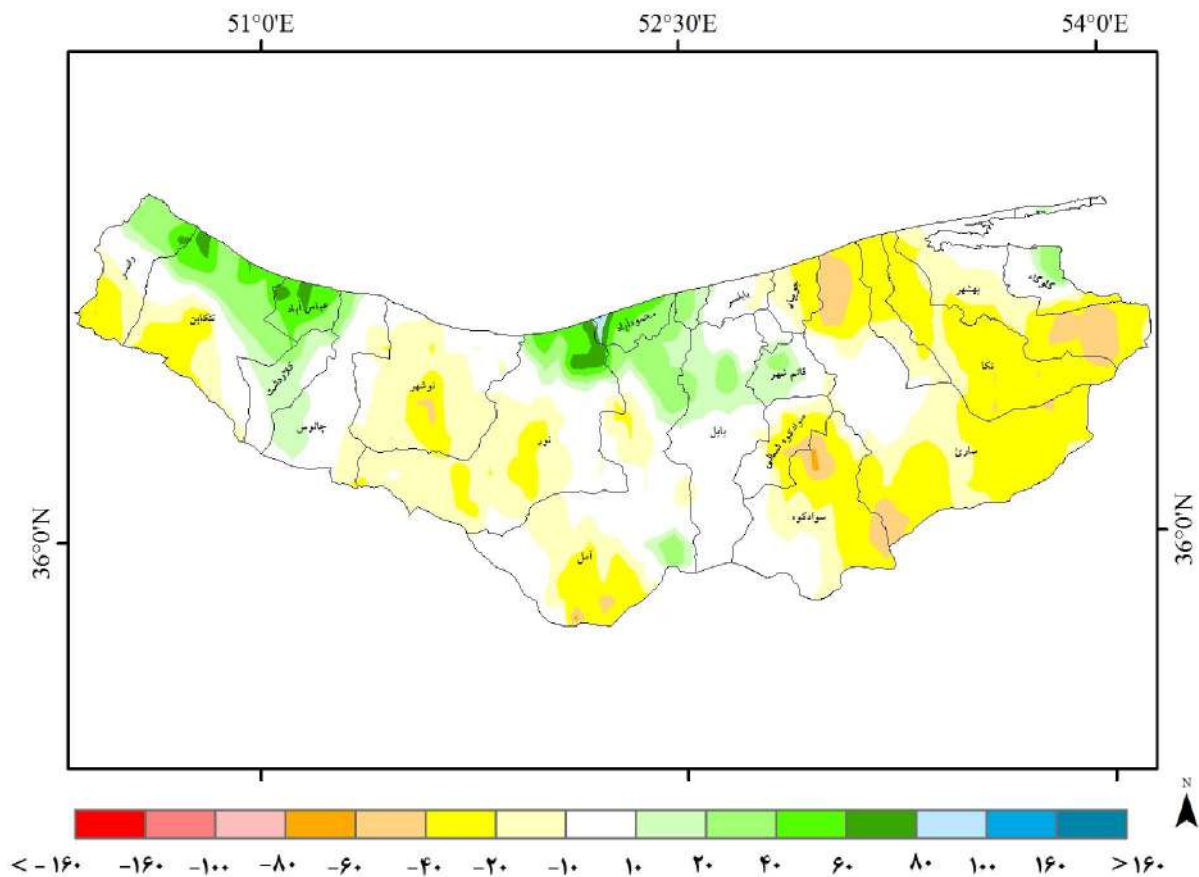 51°0'E 52°30'E 54°0'E
رامسر
تنکابن
عباس آباد
کلاردشت
چالوس
نوشهر
نور
محمودآباد
آمل
بابلسر
بابل
قائم شهر
سوادکوه شمالی
سوادکوه
جویبار
ساری
نکا
بهشهر
گلوگاه
36°0'N 36°0'N
N
< -۱۶۰ -۱۶۰ -۱۰۰ -۸۰ -۶۰ -۴۰ -۲۰ -۱۰ ۱۰ ۲۰ ۴۰ ۶۰ ۸۰ ۱۰۰ ۱۶۰ >۱۶۰